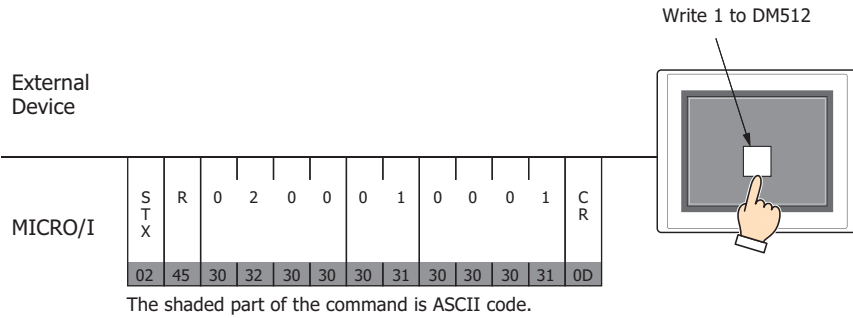 Write 1 to DM512
External
Device
MICRO/I
STX R 0 2 0 0 0 1 0 0 0 1 CR
02 45 30 32 30 30 30 31 30 30 30 31 0D
The shaded part of the command is ASCII code.